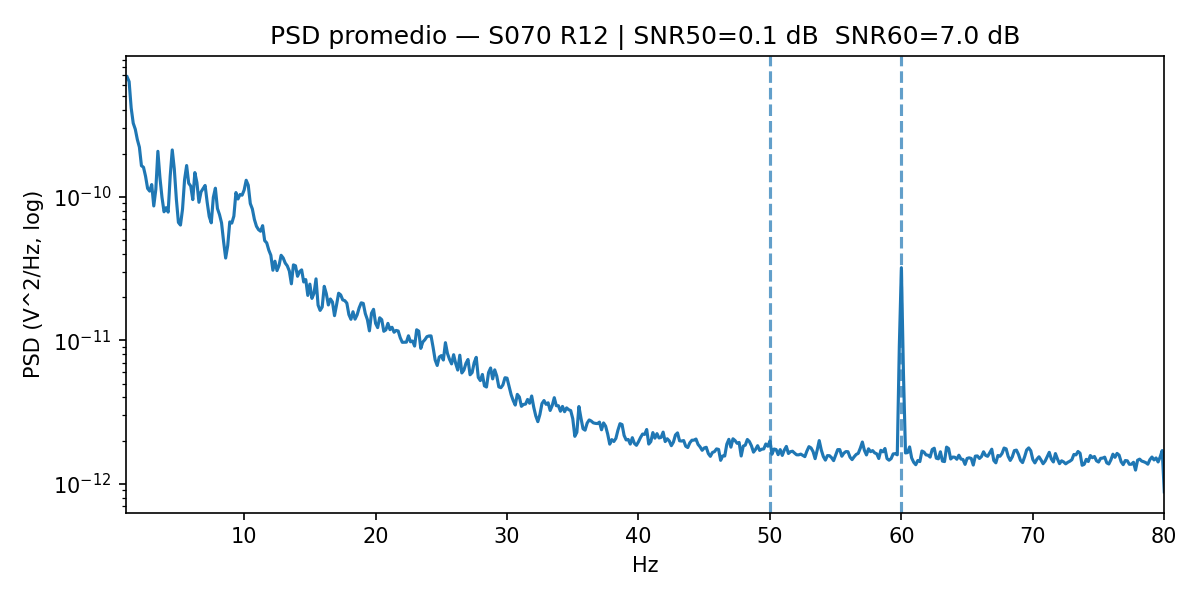 PSD promedio — S070 R12 | SNR50=0.1 dB  SNR60=7.0 dB
PSD (V^2/Hz, log)
10⁻¹⁰
10⁻¹¹
10⁻¹²
10 20 30 40 50 60 70 80
Hz